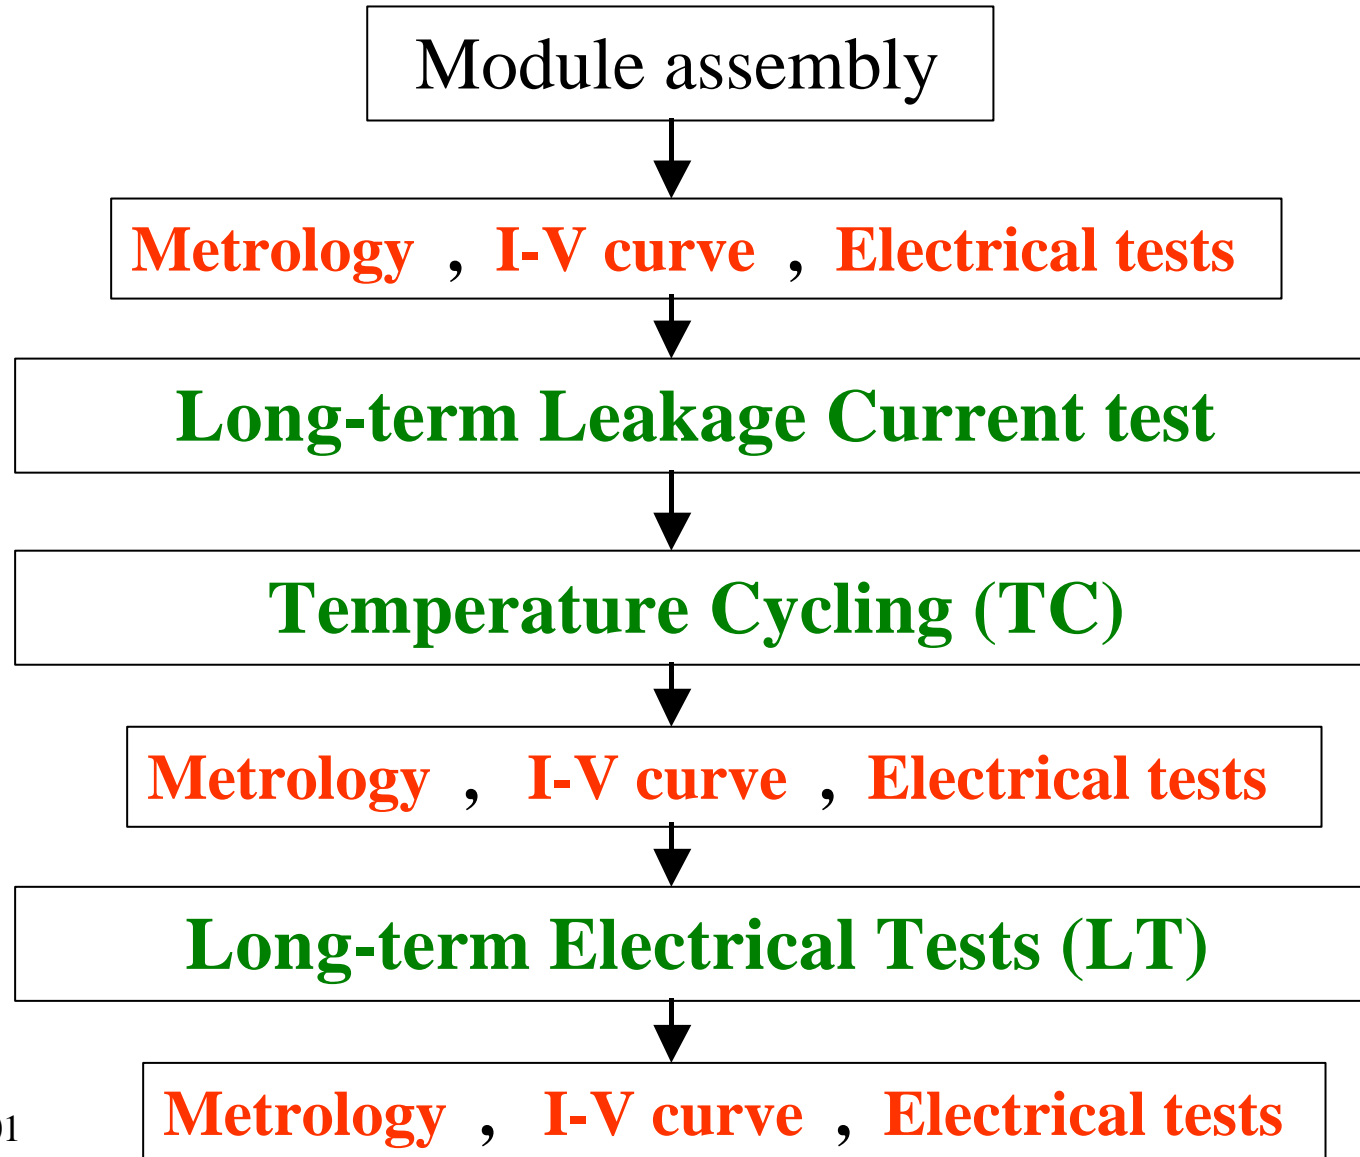 Module assembly
Metrology , I-V curve , Electrical tests
Long-term Leakage Current test
Temperature Cycling (TC)
Metrology , I-V curve , Electrical tests
Long-term Electrical Tests (LT)
Metrology , I-V curve , Electrical tests